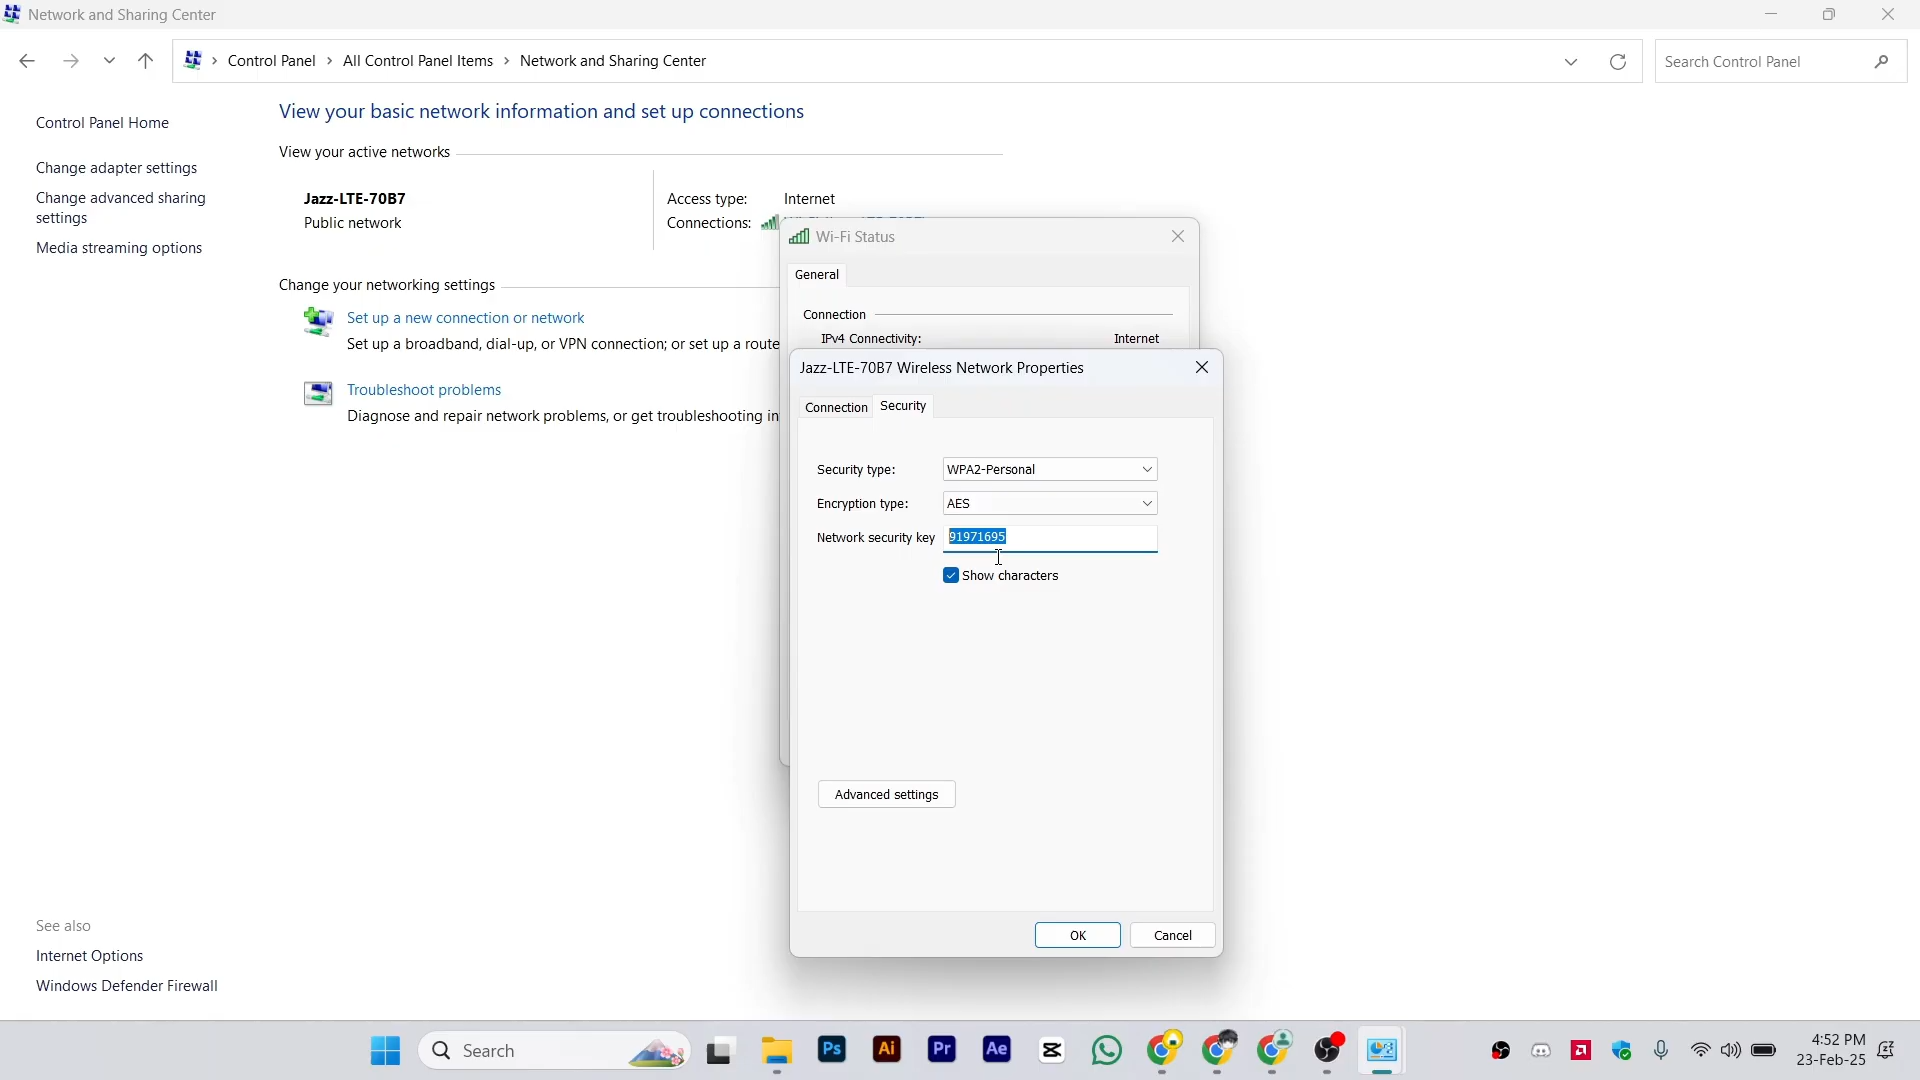 Network and Sharing Center
Control Panel
All Control Panel Items
Network and Sharing Center
Search Control Panel
Control Panel Home
Change adapter settings
Change advanced sharing
settings
Media streaming options
View your basic network information and set up connections
View your active networks
Jazz-LTE-70B7
Public network
Access type: Internet
Connections:
Change your networking settings
Set up a new connection or network
Set up a broadband, dial-up, or VPN connection; or set up a route
Troubleshoot problems
Diagnose and repair network problems, or get troubleshooting in
Wi-Fi Status
General
Connection
IPv4 Connectivity: Internet
Jazz-LTE-70B7 Wireless Network Properties
Connection Security
Security type: WPA2-Personal
Encryption type: AES
Network security key 91971695
Show characters
Advanced settings
OK Cancel
See also
Internet Options
Windows Defender Firewall
Search
Ps
Ai
Pr
Ae
4:52 PM
23-Feb-25